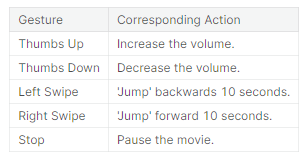 Gesture Corresponding Action
Thumbs Up Increase the volume.
Thumbs Down Decrease the volume.
Left Swipe 'Jump' backwards 10 seconds.
Right Swipe 'Jump' forward 10 seconds.
Stop Pause the movie.